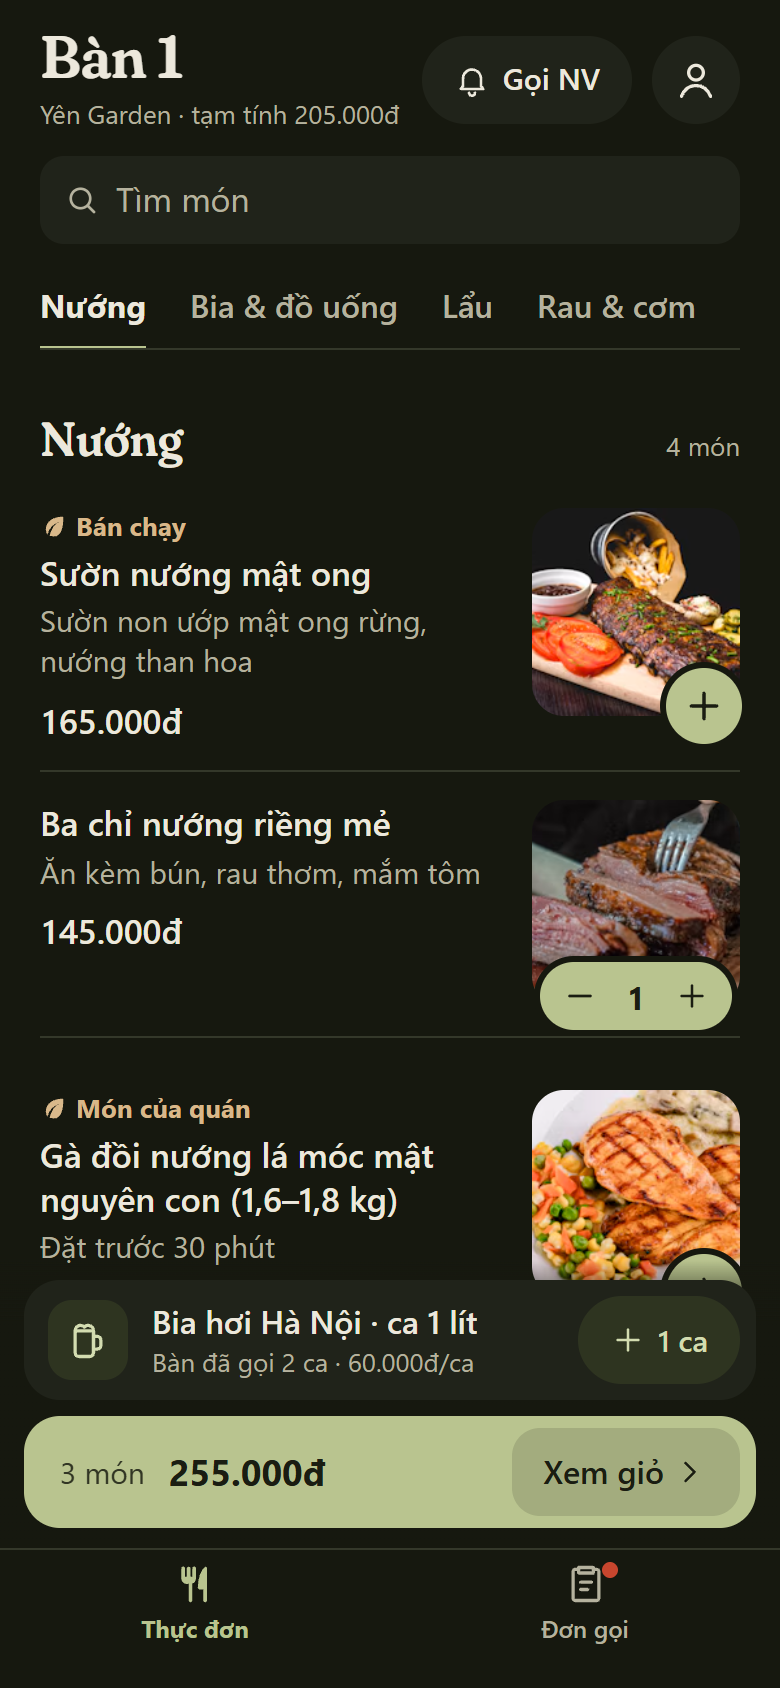 Bàn 1
Gọi NV
Yên Garden · tạm tính 205.000đ
Tìm món
Nướng
Bia & đồ uống
Lẩu
Rau & cơm
Nướng
4 món
Bán chạy
Sườn nướng mật ong
Sườn non ướp mật ong rừng,
nướng than hoa
165.000đ
Ba chỉ nướng riềng mẻ
Ăn kèm bún, rau thơm, mắm tôm
145.000đ
1
Món của quán
Gà đồi nướng lá móc mật
nguyên con (1,6–1,8 kg)
Đặt trước 30 phút
Bia hơi Hà Nội · ca 1 lít
Bàn đã gọi 2 ca · 60.000đ/ca
+ 1 ca
3 món 255.000đ
Xem giỏ
Thực đơn
Đơn gọi